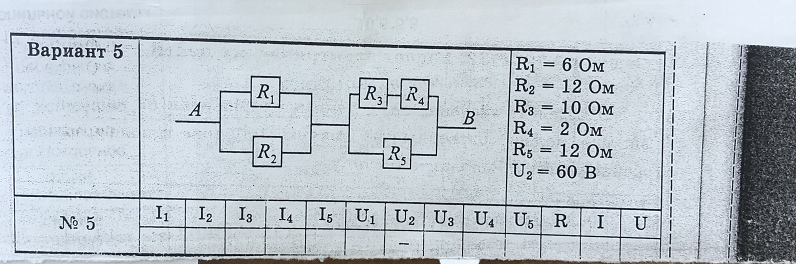 Вариант 5
A
R₁
R₂
R₃
R₄
R₅
B
R₁ = 6 Ом
R₂ = 12 Ом
R₃ = 10 Ом
R₄ = 2 Ом
R₅ = 12 Ом
U₂ = 60 В
№ 5
I₁ I₂ I₃ I₄ I₅ U₁ U₂ U₃ U₄ U₅ R I U
–